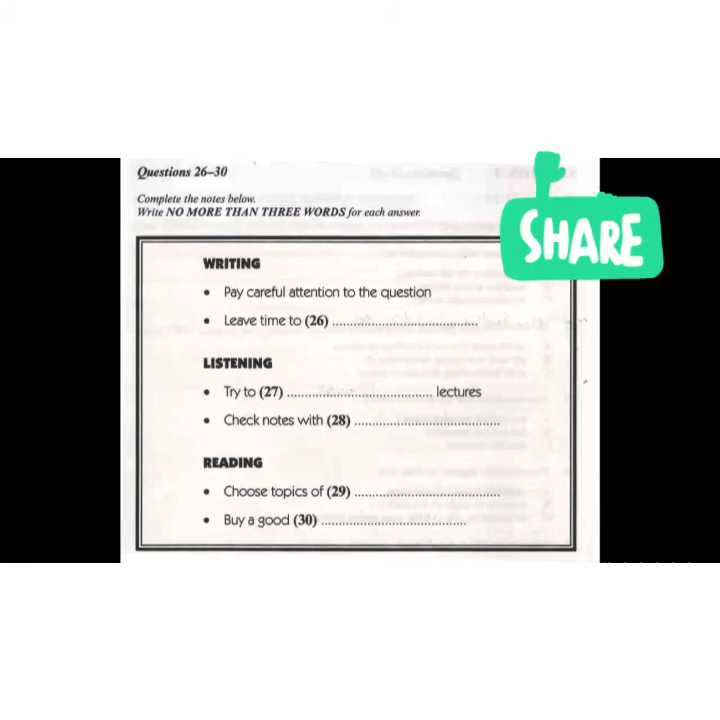 Questions 26–30
Complete the notes below.
Write NO MORE THAN THREE WORDS for each answer.
SHARE
WRITING
• Pay careful attention to the question
• Leave time to (26) ......................................
LISTENING
• Try to (27) ...................................... lectures
• Check notes with (28) ......................................
READING
• Choose topics of (29) ......................................
• Buy a good (30) ......................................